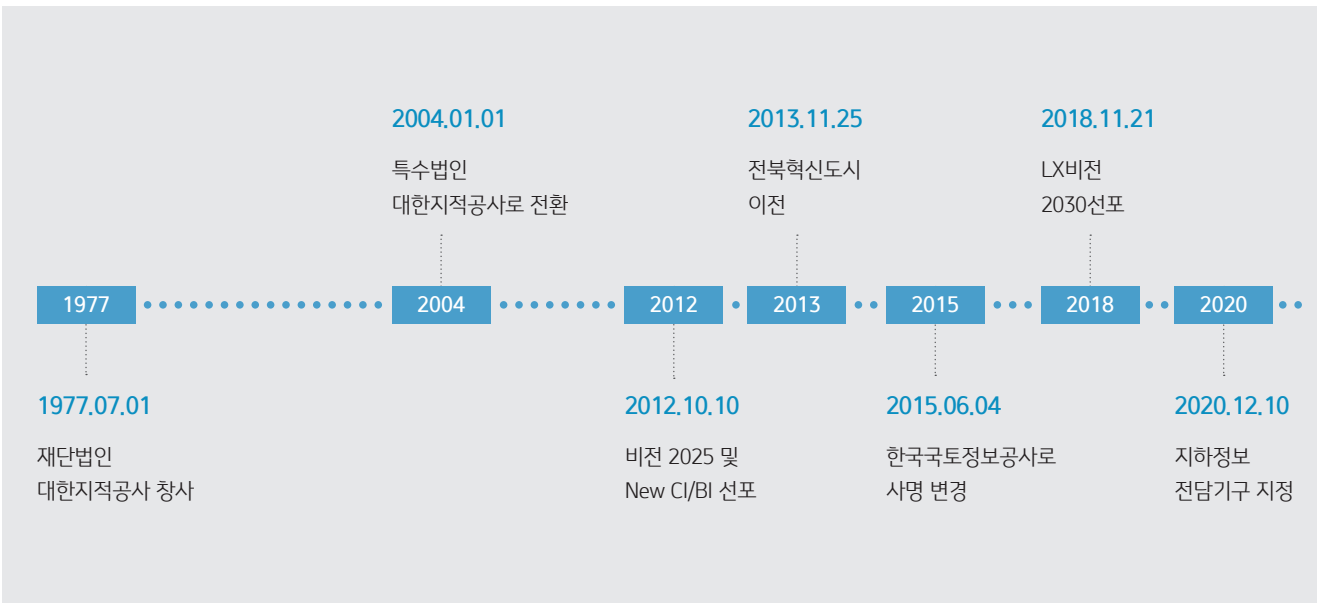 2004.01.01
특수법인
대한지적공사로 전환
2013.11.25
전북혁신도시
이전
2018.11.21
LX비전
2030선포
1977
2004
2012
2013
2015
2018
2020
1977.07.01
재단법인
대한지적공사 창사
2012.10.10
비전 2025 및
New CI/BI 선포
2015.06.04
한국국토정보공사로
사명 변경
2020.12.10
지하정보
전담기구 지정